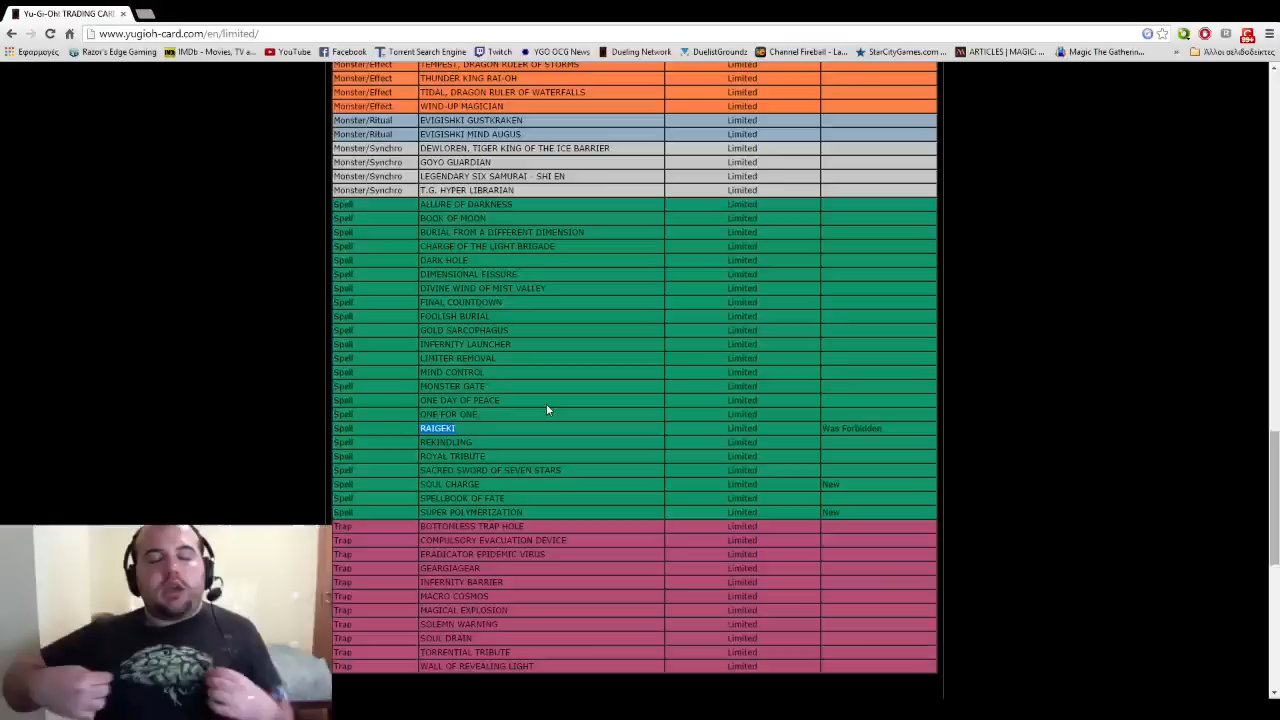 Yu-Gi-Oh! TRADING CAR
www.yugioh-card.com/en/limited/
Εφαρμογές Razor's Edge Gaming IMDb - Movies, TV a... YouTube Facebook Torrent Search Engine Twitch YGO OCG News Dueling Network DuelistGroundz Channel Fireball - La... StarCityGames.com ... ARTICLES | MAGIC: ... Magic The Gatherin... » Άλλοι σελιδοδείκτες
Monster/Effect TEMPEST, DRAGON RULER OF STORMS Limited
Monster/Effect THUNDER KING RAI-OH Limited
Monster/Effect TIDAL, DRAGON RULER OF WATERFALLS Limited
Monster/Effect WIND-UP MAGICIAN Limited
Monster/Ritual EVIGISHKI GUSTKRAKEN Limited
Monster/Ritual EVIGISHKI MIND AUGUS Limited
Monster/Synchro DEWLOREN, TIGER KING OF THE ICE BARRIER Limited
Monster/Synchro GOYO GUARDIAN Limited
Monster/Synchro LEGENDARY SIX SAMURAI - SHI EN Limited
Monster/Synchro T.G. HYPER LIBRARIAN Limited
Spell ALLURE OF DARKNESS Limited
Spell BOOK OF MOON Limited
Spell BURIAL FROM A DIFFERENT DIMENSION Limited
Spell CHARGE OF THE LIGHT BRIGADE Limited
Spell DARK HOLE Limited
Spell DIMENSIONAL FISSURE Limited
Spell DIVINE WIND OF MIST VALLEY Limited
Spell FINAL COUNTDOWN Limited
Spell FOOLISH BURIAL Limited
Spell GOLD SARCOPHAGUS Limited
Spell INFERNITY LAUNCHER Limited
Spell LIMITER REMOVAL Limited
Spell MIND CONTROL Limited
Spell MONSTER GATE Limited
Spell ONE DAY OF PEACE Limited
Spell ONE FOR ONE Limited
Spell RAIGEKI Limited Was Forbidden
Spell REKINDLING Limited
Spell ROYAL TRIBUTE Limited
Spell SACRED SWORD OF SEVEN STARS Limited
Spell SOUL CHARGE Limited New
Spell SPELLBOOK OF FATE Limited
Spell SUPER POLYMERIZATION Limited New
Trap BOTTOMLESS TRAP HOLE Limited
Trap COMPULSORY EVACUATION DEVICE Limited
Trap ERADICATOR EPIDEMIC VIRUS Limited
Trap GEARGIAGEAR Limited
Trap INFERNITY BARRIER Limited
Trap MACRO COSMOS Limited
Trap MAGICAL EXPLOSION Limited
Trap SOLEMN WARNING Limited
Trap SOUL DRAIN Limited
Trap TORRENTIAL TRIBUTE Limited
Trap WALL OF REVEALING LIGHT Limited